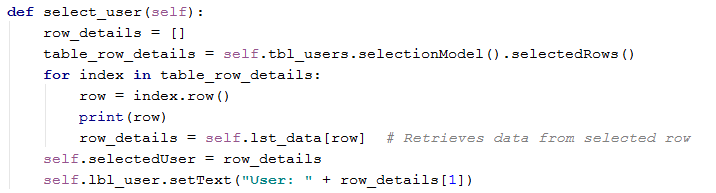 def select_user(self):
    row_details = []
    table_row_details = self.tbl_users.selectionModel().selectedRows()
    for index in table_row_details:
        row = index.row()
        print(row)
        row_details = self.lst_data[row]  # Retrieves data from selected row
    self.selectedUser = row_details
    self.lbl_user.setText("User: " + row_details[1])